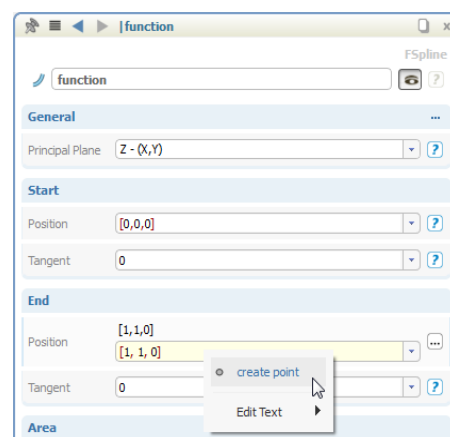 |function
FSpline
function
General ...
Principal Plane Z - (X,Y) ?
Start
Position [0,0,0] ?
Tangent 0 ?
End
[1,1,0]
Position [1, 1, 0] ...
create point
Tangent 0 ?
Edit Text
Area